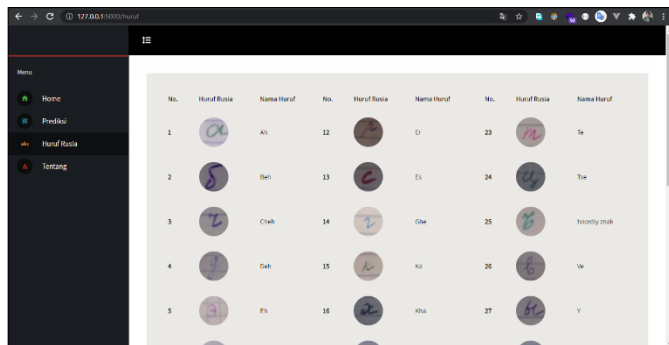 127.0.0.1:5000/huruf
Menu
Home
Prediksi
Huruf Rusia
Tentang
No. Huruf Rusia Nama Huruf No. Huruf Rusia Nama Huruf No. Huruf Rusia Nama Huruf
1 а Ah 12 р Er 23 т Te
2 б Beh 13 с Es 24 ц Tse
3 ч Cheh 14 г Ghe 25 ъ tvyordiy znak
4 д Deh 15 к Ka 26 в Ve
5 э Eh 16 х Kha 27 ы Y